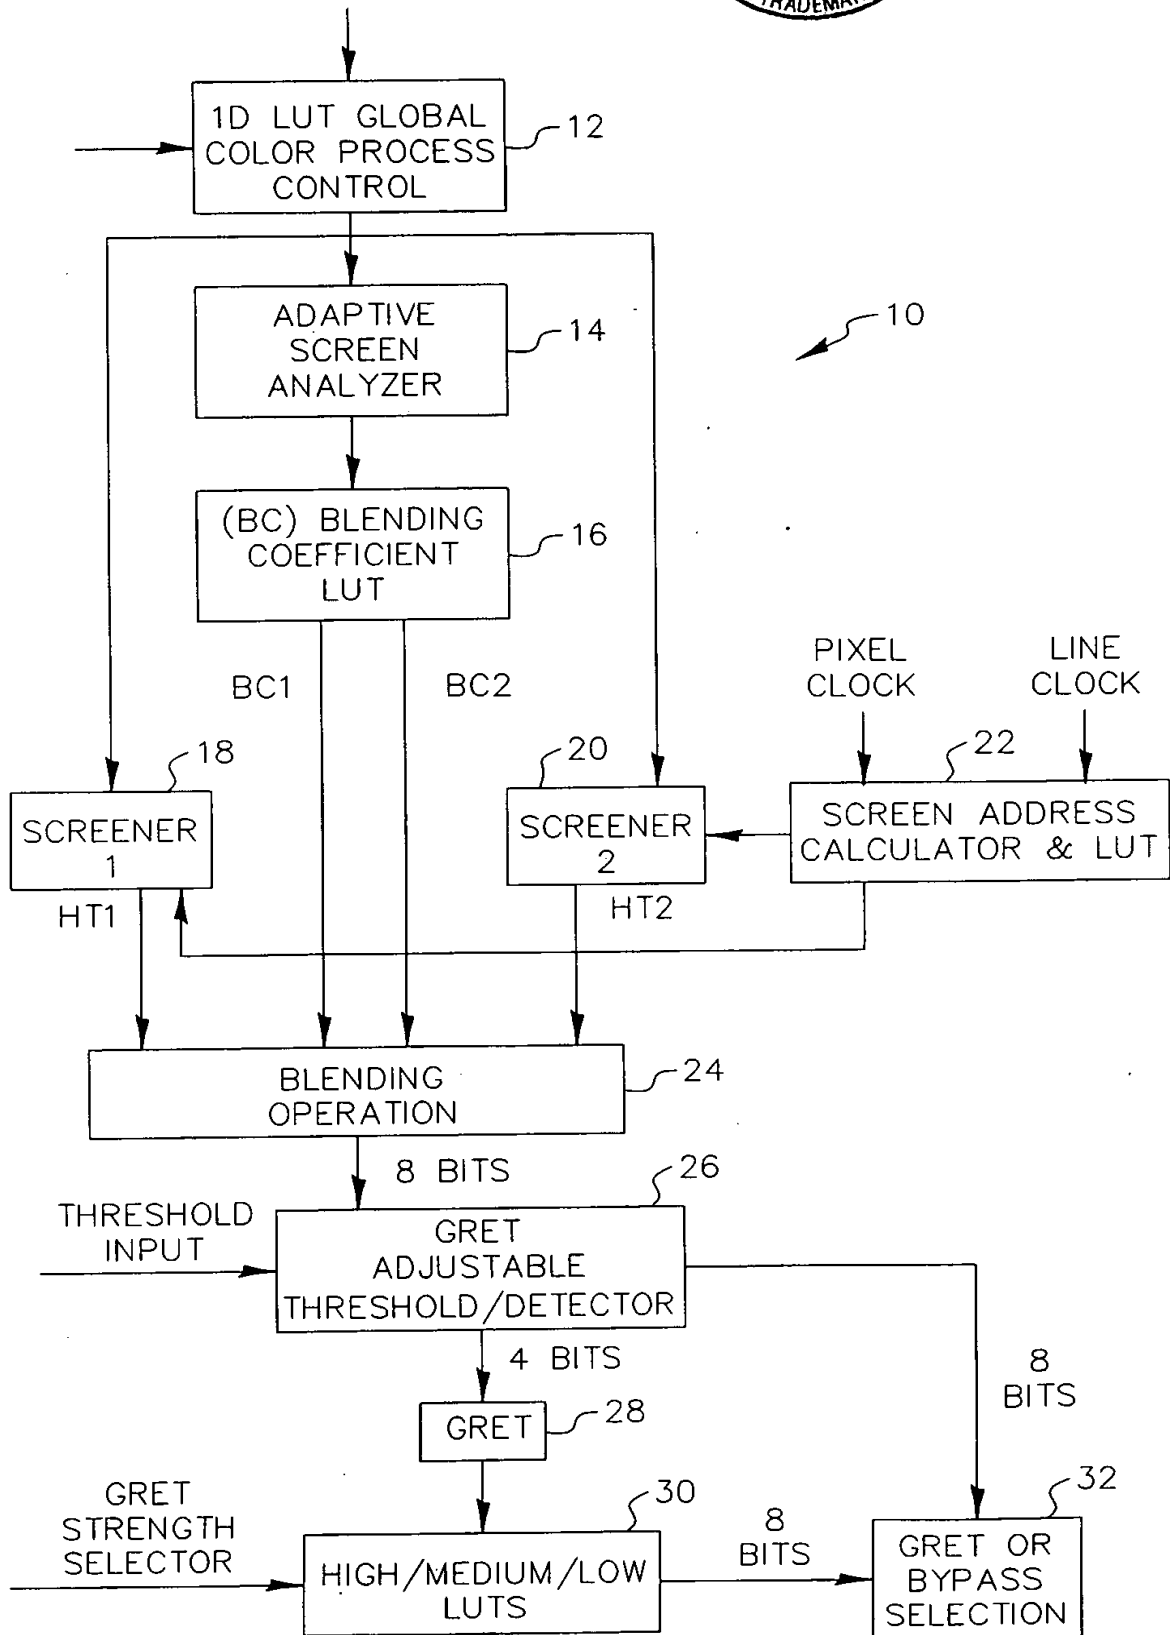 TRADEMAR
1D LUT GLOBAL
COLOR PROCESS
CONTROL
12
ADAPTIVE
SCREEN
ANALYZER
14
10
(BC) BLENDING
COEFFICIENT
LUT
16
BC1
BC2
PIXEL
CLOCK
LINE
CLOCK
18
SCREENER
1
20
SCREENER
2
22
SCREEN ADDRESS
CALCULATOR & LUT
HT1
HT2
BLENDING
OPERATION
24
8 BITS
THRESHOLD
INPUT
26
GRET
ADJUSTABLE
THRESHOLD/DETECTOR
4 BITS
8
BITS
GRET
28
GRET
STRENGTH
SELECTOR
30
HIGH/MEDIUM/LOW
LUTS
8
BITS
32
GRET OR
BYPASS
SELECTION